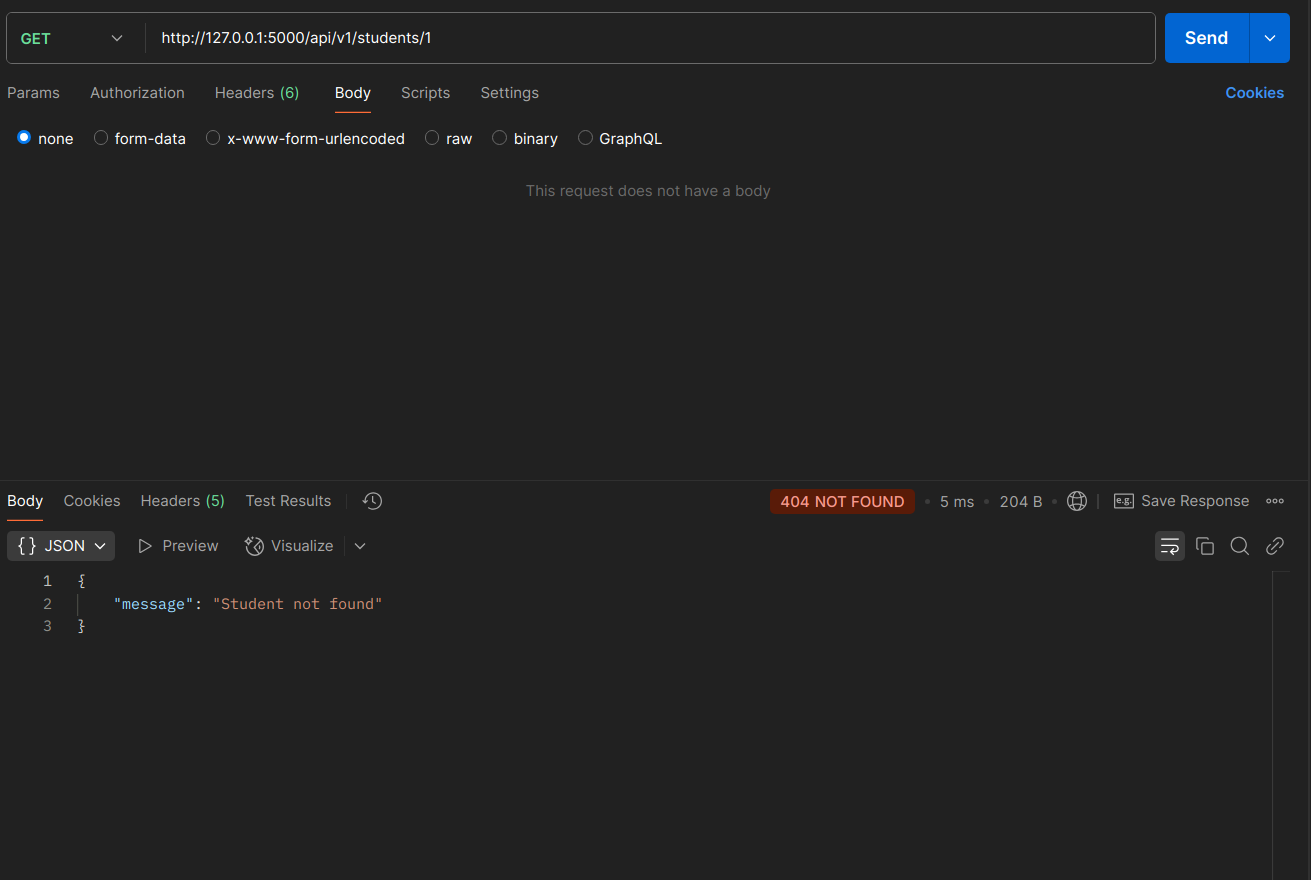 GET http://127.0.0.1:5000/api/v1/students/1 Send
Params Authorization Headers (6) Body Scripts Settings Cookies
none form-data x-www-form-urlencoded raw binary GraphQL
This request does not have a body
Body Cookies Headers (5) Test Results 404 NOT FOUND • 5 ms • 204 B • e.g. Save Response
{} JSON Preview Visualize
1 {
2 "message": "Student not found"
3 }